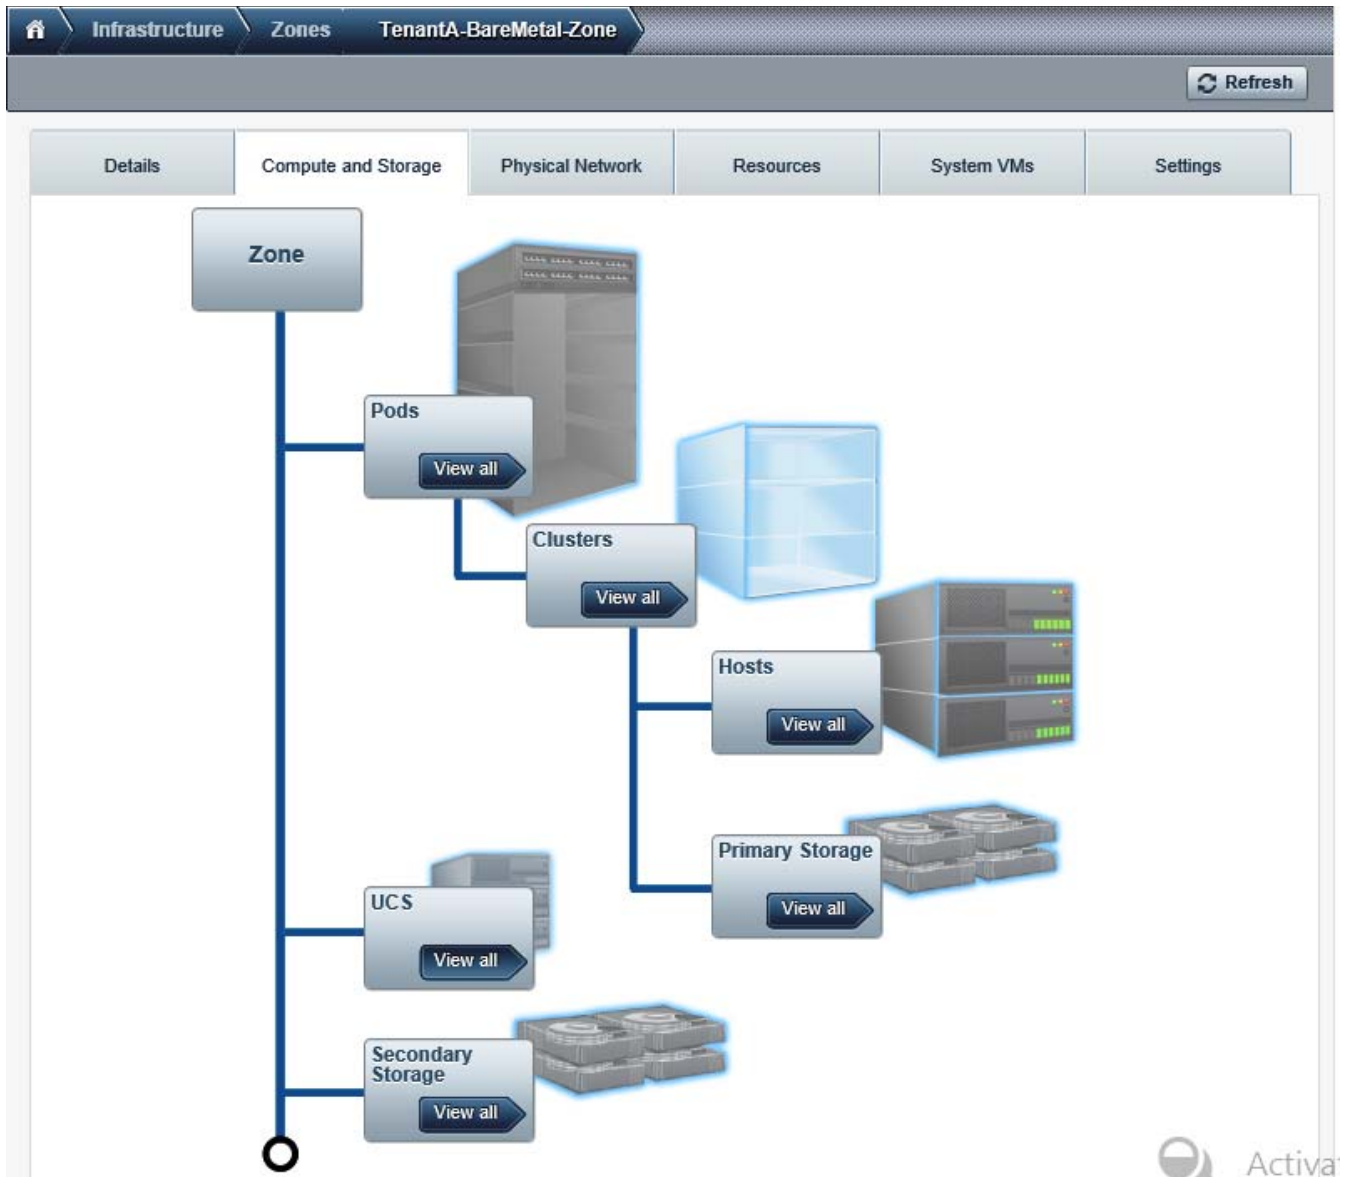 Infrastructure Zones TenantA-BareMetal-Zone
Refresh
Details Compute and Storage Physical Network Resources System VMs Settings
Zone
Pods
View all
Clusters
View all
Hosts
View all
Primary Storage
View all
UCS
View all
Secondary
Storage
View all